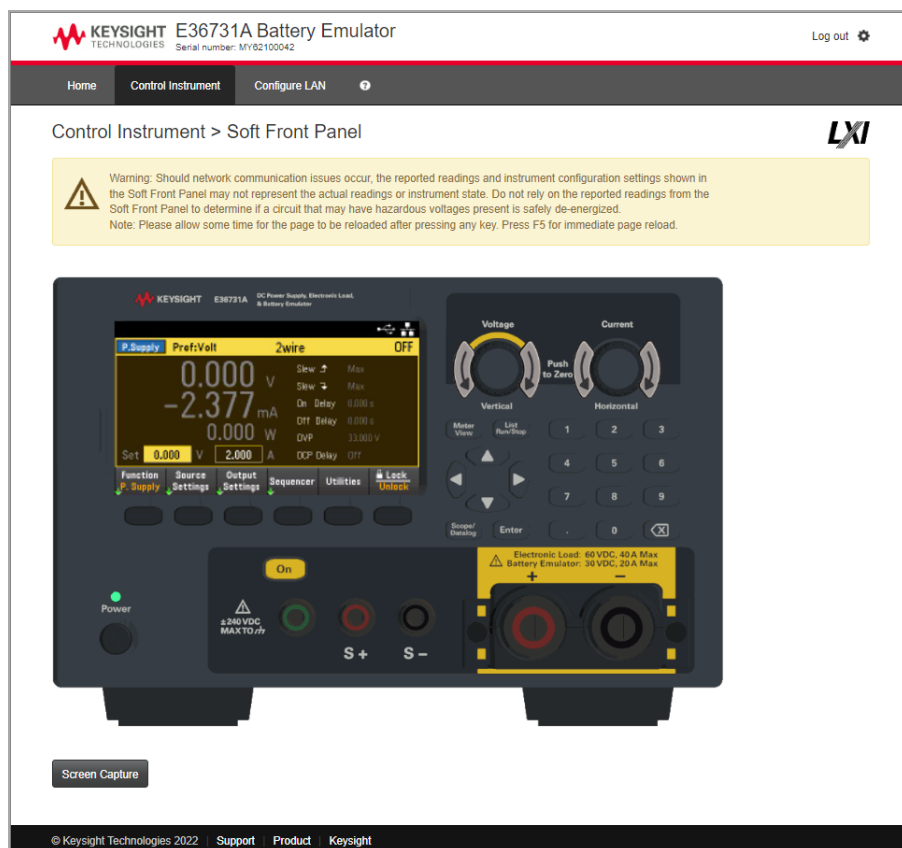 KEYSIGHT
TECHNOLOGIES
E36731A Battery Emulator
Serial number: MY62100042
Log out
Home Control Instrument Configure LAN ?
Control Instrument > Soft Front Panel
LXI
Warning: Should network communication issues occur, the reported readings and instrument configuration settings shown in
the Soft Front Panel may not represent the actual readings or instrument state. Do not rely on the reported readings from the
Soft Front Panel to determine if a circuit that may have hazardous voltages present is safely de-energized.
Note: Please allow some time for the page to be reloaded after pressing any key. Press F5 for immediate page reload.
KEYSIGHT E36731A DC Power Supply, Electronic Load,
& Battery Emulator
P.Supply Pref:Volt 2wire OFF
0.000 V
-2.377 mA
0.000 W
Slew Max
Slew Max
On Delay 0.000 s
Off Delay 0.000 s
OVP 33.000 V
OCP Delay Off
Set 0.000 V 2.000 A
Function
P. Supply
Source
Settings
Output
Settings
Sequencer
Utilities
Lock
Unlock
Voltage
Current
Push
to Zero
Vertical
Horizontal
Meter
View
List
Run/Stop
1 2 3
4 5 6
7 8 9
Scope/
Datalog
Enter
. 0
On
Power
±240 VDC
MAX TO
S +
S −
Electronic Load: 60 VDC, 40 A Max
Battery Emulator: 30 VDC, 20 A Max
+ −
Screen Capture
© Keysight Technologies 2022 | Support | Product | Keysight